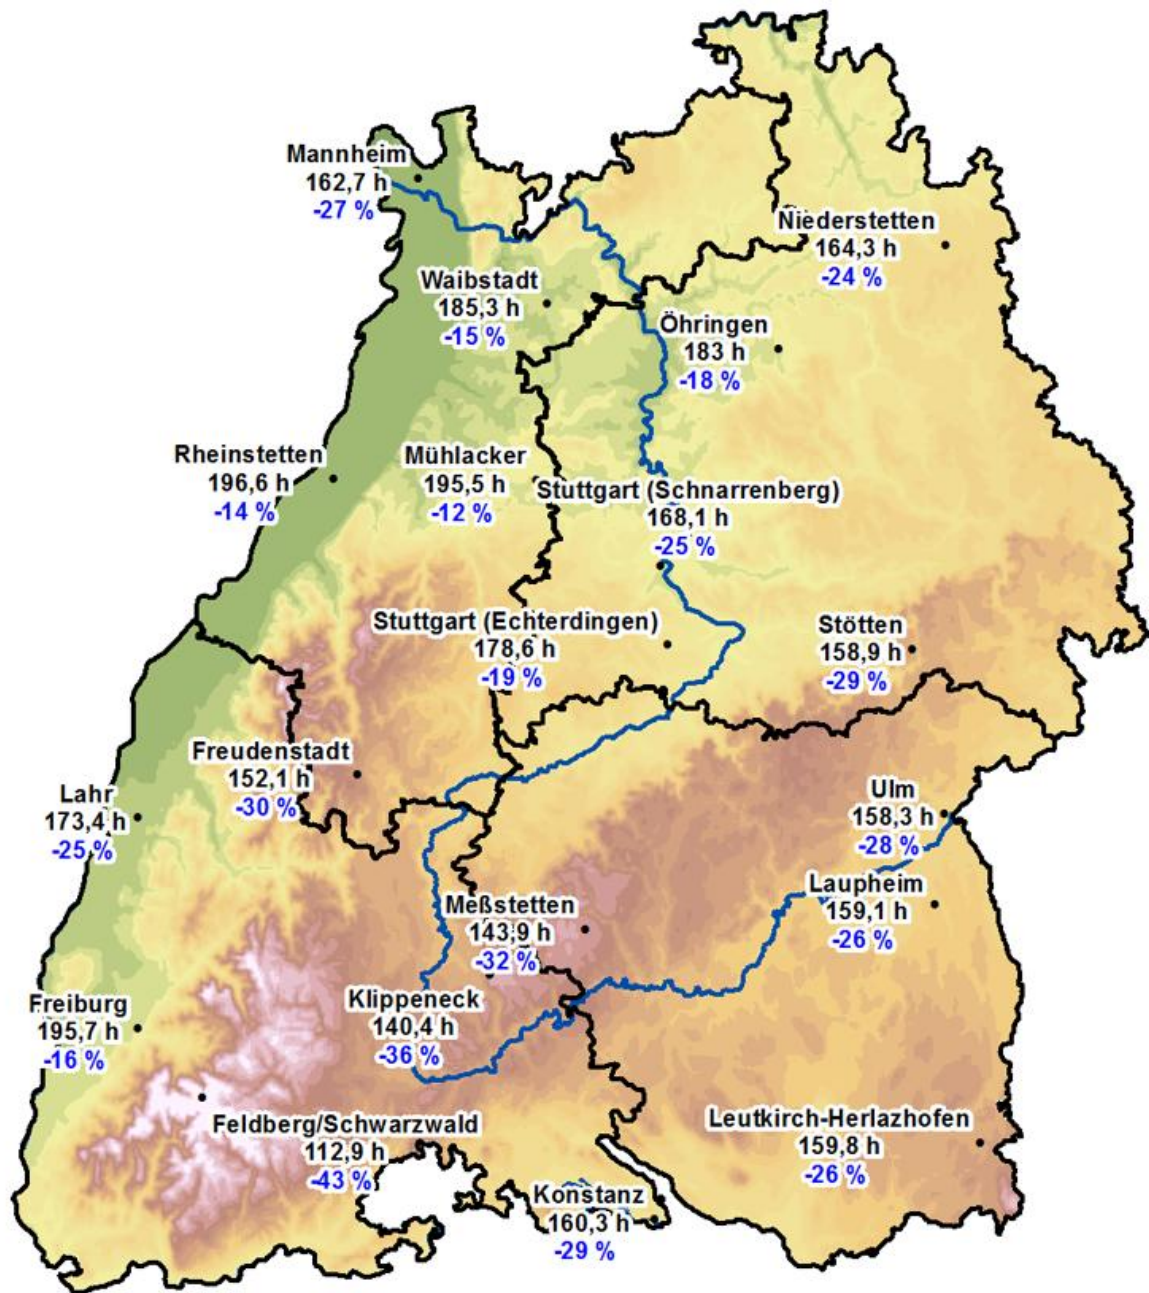 Mannheim
162,7 h
-27 %
Niederstetten
164,3 h
-24 %
Waibstadt
185,3 h
-15 %
Öhringen
183 h
-18 %
Rheinstetten
196,6 h
-14 %
Mühlacker
195,5 h
-12 %
Stuttgart (Schnarrenberg)
168,1 h
-25 %
Stuttgart (Echterdingen)
178,6 h
-19 %
Stötten
158,9 h
-29 %
Freudenstadt
152,1 h
-30 %
Lahr
173,4 h
-25 %
Ulm
158,3 h
-28 %
Laupheim
159,1 h
-26 %
Meßstetten
143,9 h
-32 %
Klippeneck
140,4 h
-36 %
Freiburg
195,7 h
-16 %
Feldberg/Schwarzwald
112,9 h
-43 %
Leutkirch-Herlazhofen
159,8 h
-26 %
Konstanz
160,3 h
-29 %